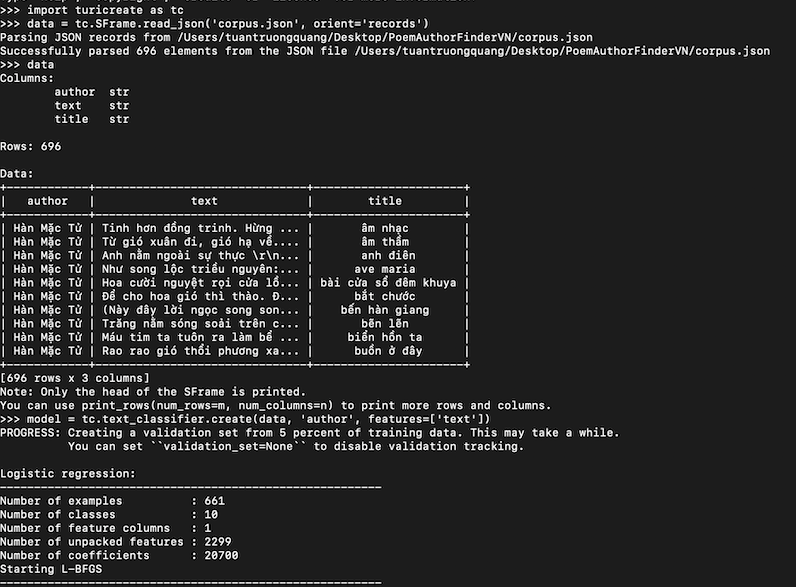 >>> import turicreate as tc
>>> data = tc.SFrame.read_json('corpus.json', orient='records')
Parsing JSON records from /Users/tuantruongquang/Desktop/PoemAuthorFinderVN/corpus.json
Successfully parsed 696 elements from the JSON file /Users/tuantruongquang/Desktop/PoemAuthorFinderVN/corpus.json
>>> data
Columns:
author str
text str
title str
Rows: 696
Data:
+------------+-------------------------------+----------------------+
| author | text | title |
+------------+-------------------------------+----------------------+
| Hàn Mặc Tử | Tinh hơn đồng trinh. Hừng ... | âm nhạc |
| Hàn Mặc Tử | Từ gió xuân đi, gió hạ về.... | âm thầm |
| Hàn Mặc Tử | Anh nằm ngoài sự thực \r\n... | anh điên |
| Hàn Mặc Tử | Như song lộc triều nguyên:... | ave maria |
| Hàn Mặc Tử | Hoa cười nguyệt rọi cửa lồ... | bài cửa sổ đêm khuya |
| Hàn Mặc Tử | Để cho hoa gió thì thào. Đ... | bắt chước |
| Hàn Mặc Tử | (Này đây lời ngọc song son... | bến hàn giang |
| Hàn Mặc Tử | Trăng nằm sóng soải trên c... | bẽn lẽn |
| Hàn Mặc Tử | Máu tim ta tuôn ra làm bể ... | biển hồn ta |
| Hàn Mặc Tử | Rao rao gió thổi phương xa... | buồn ở đây |
+------------+-------------------------------+----------------------+
[696 rows x 3 columns]
Note: Only the head of the SFrame is printed.
You can use print_rows(num_rows=m, num_columns=n) to print more rows and columns.
>>> model = tc.text_classifier.create(data, 'author', features=['text'])
PROGRESS: Creating a validation set from 5 percent of training data. This may take a while.
You can set ``validation_set=None`` to disable validation tracking.
Logistic regression:
--------------------------------------------------------
Number of examples : 661
Number of classes : 10
Number of feature columns : 1
Number of unpacked features : 2299
Number of coefficients : 20700
Starting L-BFGS
--------------------------------------------------------